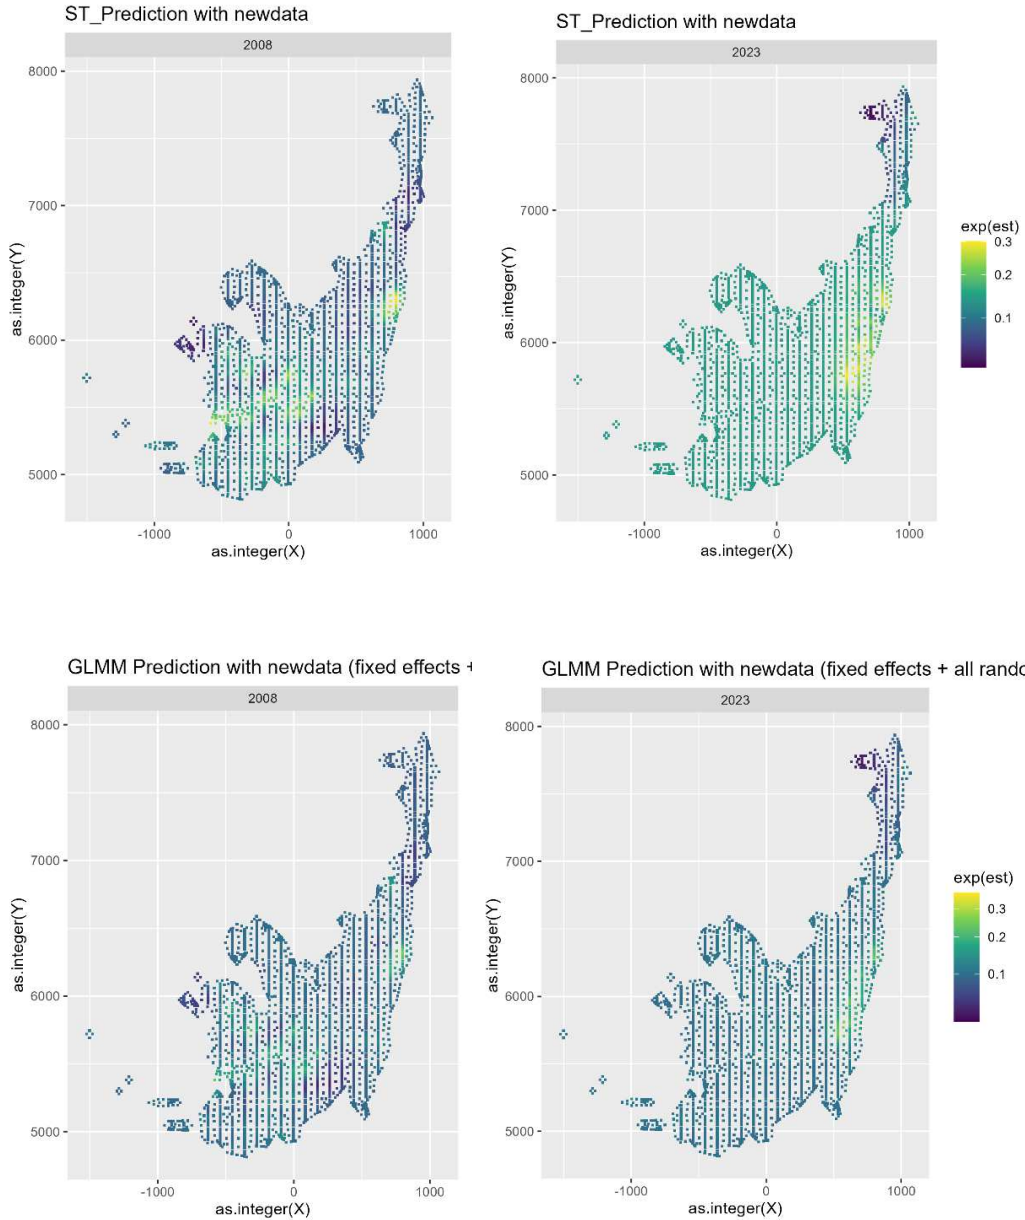 ST_Prediction with newdata
2008
8000
7000
6000
5000
as.integer(Y)
-1000 0 1000
as.integer(X)
ST_Prediction with newdata
2023
8000
7000
6000
5000
as.integer(Y)
-1000 0 1000
as.integer(X)
exp(est)
0.3
0.2
0.1
GLMM Prediction with newdata (fixed effects +
2008
8000
7000
6000
5000
as.integer(Y)
-1000 0 1000
as.integer(X)
GLMM Prediction with newdata (fixed effects + all rando
2023
8000
7000
6000
5000
as.integer(Y)
-1000 0 1000
as.integer(X)
exp(est)
0.3
0.2
0.1